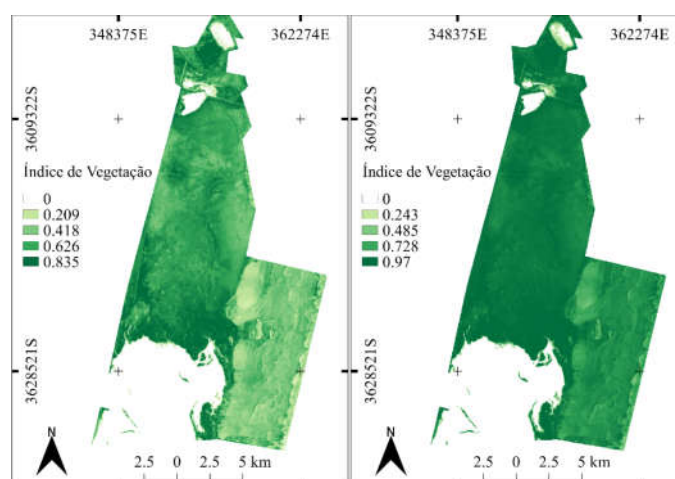 348375E 362274E
3609322S
Índice de Vegetação
0
0.209
0.418
0.626
0.835
3628521S
N
2.5 0 2.5 5 km
348375E 362274E
3609322S
Índice de Vegetação
0
0.243
0.485
0.728
0.97
3628521S
N
2.5 0 2.5 5 km